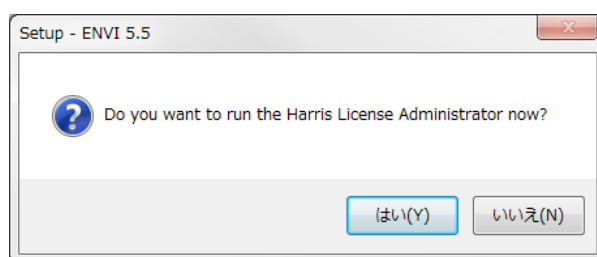 Setup - ENVI 5.5
Do you want to run the Harris License Administrator now?
はい(Y)
いいえ(N)